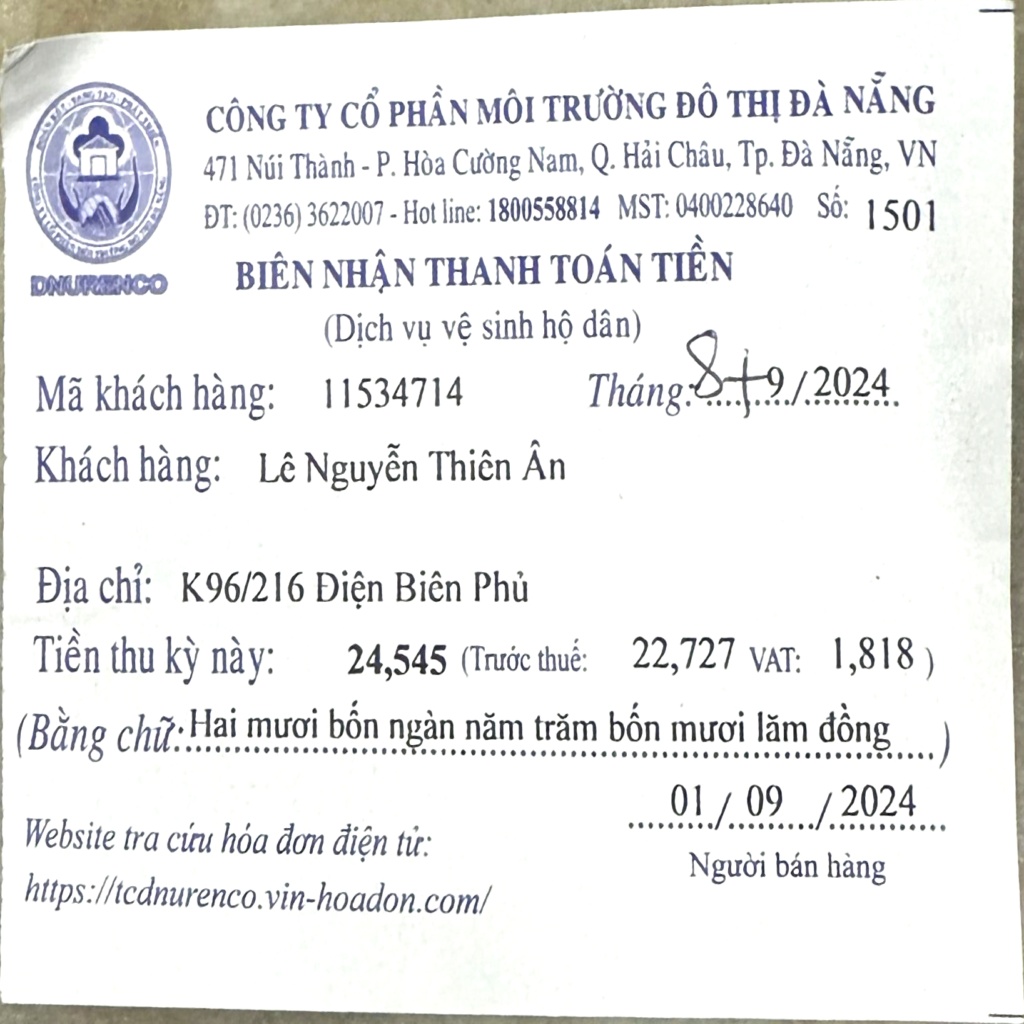 CÔNG TY CỔ PHẦN MÔI TRƯỜNG ĐÔ THỊ ĐÀ NẴNG
471 Núi Thành - P. Hòa Cường Nam, Q. Hải Châu, Tp. Đà Nẵng, VN
ĐT: (0236) 3622007 - Hot line: 1800558814 MST: 0400228640 Số: 1501
DNURENCO
BIÊN NHẬN THANH TOÁN TIỀN
(Dịch vụ vệ sinh hộ dân)
Mã khách hàng: 11534714 Tháng: 8+9/2024
Khách hàng: Lê Nguyễn Thiên Ân
Địa chỉ: K96/216 Điện Biên Phủ
Tiền thu kỳ này: 24,545 (Trước thuế: 22,727 VAT: 1,818 )
(Bằng chữ: Hai mươi bốn ngàn năm trăm bốn mươi lăm đồng)
01 / 09 / 2024
Người bán hàng
Website tra cứu hóa đơn điện tử:
https://tcdnurenco.vin-hoadon.com/